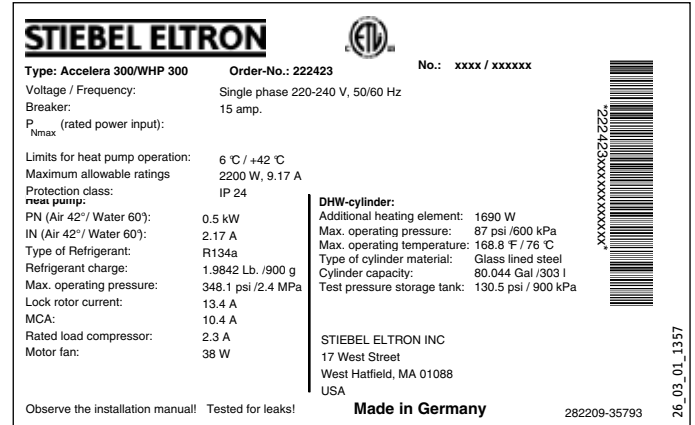 STIEBEL ELTRON
ETL
Type: Accelera 300/WHP 300 Order-No.: 222423 No.: xxxx / xxxxxx
Voltage / Frequency: Single phase 220-240 V, 50/60 Hz
Breaker: 15 amp.
PNmax (rated power input):
Limits for heat pump operation: 6 °C / +42 °C
Maximum allowable ratings 2200 W, 9.17 A
Protection class: IP 24
Heat pump:
PN (Air 42°/ Water 60°): 0.5 kW
IN (Air 42°/ Water 60°): 2.17 A
Type of Refrigerant: R134a
Refrigerant charge: 1.9842 Lb. /900 g
Max. operating pressure: 348.1 psi /2.4 MPa
Lock rotor current: 13.4 A
MCA: 10.4 A
Rated load compressor: 2.3 A
Motor fan: 38 W
DHW-cylinder:
Additional heating element: 1690 W
Max. operating pressure: 87 psi /600 kPa
Max. operating temperature: 168.8 °F / 76 °C
Type of cylinder material: Glass lined steel
Cylinder capacity: 80.044 Gal /303 l
Test pressure storage tank: 130.5 psi / 900 kPa
STIEBEL ELTRON INC
17 West Street
West Hatfield, MA 01088
USA
Observe the installation manual! Tested for leaks! Made in Germany 282209-35793
*222423xxxxxxxxxxxxx*
26_03_01_1357